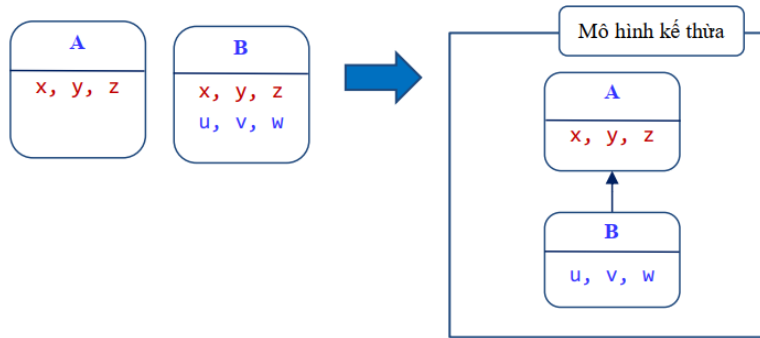 A
x, y, z
B
x, y, z
u, v, w
Mô hình kế thừa
A
x, y, z
B
u, v, w